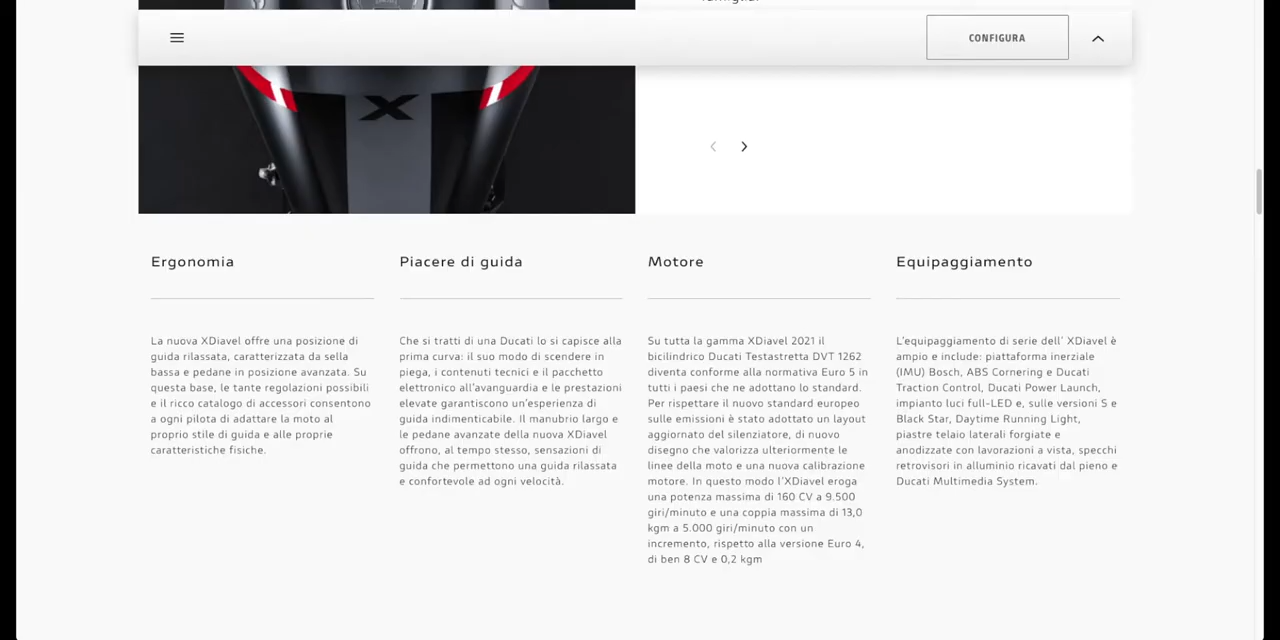 CONFIGURA
X
Ergonomia
La nuova XDiavel offre una posizione di
guida rilassata, caratterizzata da sella
bassa e pedane in posizione avanzata. Su
questa base, le tante regolazioni possibili
e il ricco catalogo di accessori consentono
a ogni pilota di adattare la moto al
proprio stile di guida e alle proprie
caratteristiche fisiche.
Piacere di guida
Che si tratti di una Ducati lo si capisce alla
prima curva: il suo modo di scendere in
piega, i contenuti tecnici e il pacchetto
elettronico all'avanguardia e le prestazioni
elevate garantiscono un'esperienza di
guida indimenticabile. Il manubrio largo e
le pedane avanzate della nuova XDiavel
offrono, al tempo stesso, sensazioni di
guida che permettono una guida rilassata
e confortevole ad ogni velocità.
Motore
Su tutta la gamma XDiavel 2021 il
bicilindrico Ducati Testastretta DVT 1262
diventa conforme alla normativa Euro 5 in
tutti i paesi che ne adottano lo standard.
Per rispettare il nuovo standard europeo
sulle emissioni è stato adottato un layout
aggiornato del silenziatore, di nuovo
disegno che valorizza ulteriormente le
linee della moto e una nuova calibrazione
motore. In questo modo l'XDiavel eroga
una potenza massima di 160 CV a 9.500
giri/minuto e una coppia massima di 13,0
kgm a 5.000 giri/minuto con un
incremento, rispetto alla versione Euro 4,
di ben 8 CV e 0,2 kgm
Equipaggiamento
L'equipaggiamento di serie dell' XDiavel è
ampio e include: piattaforma inerziale
(IMU) Bosch, ABS Cornering e Ducati
Traction Control, Ducati Power Launch,
impianto luci full-LED e, sulle versioni S e
Black Star, Daytime Running Light,
piastre telaio laterali forgiate e
anodizzate con lavorazioni a vista, specchi
retrovisori in alluminio ricavati dal pieno e
Ducati Multimedia System.